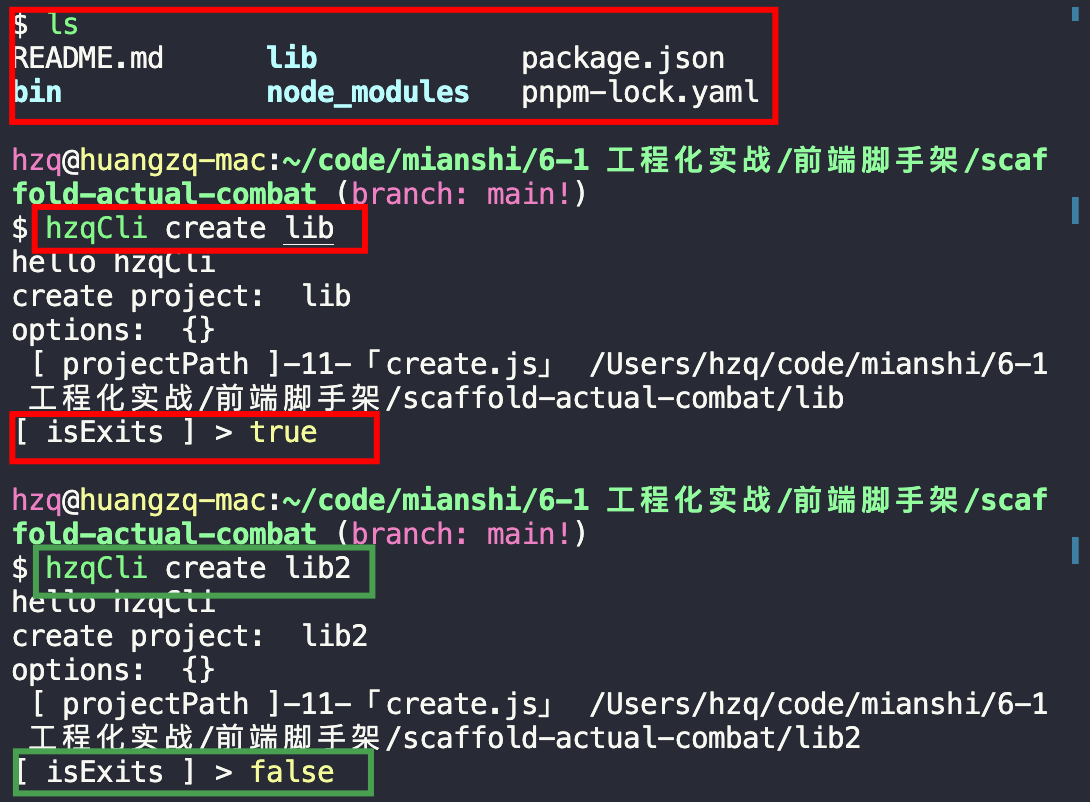 $ ls
README.md lib package.json
bin node_modules pnpm-lock.yaml
hzq@huangzq-mac:~/code/mianshi/6-1 工程化实战/前端脚手架/scaf
fold-actual-combat (branch: main!)
$ hzqCli create lib
hello hzqCli
create project: lib
options: {}
[ projectPath ]-11-「create.js」 /Users/hzq/code/mianshi/6-1
工程化实战/前端脚手架/scaffold-actual-combat/lib
[ isExits ] > true
hzq@huangzq-mac:~/code/mianshi/6-1 工程化实战/前端脚手架/scaf
fold-actual-combat (branch: main!)
$ hzqCli create lib2
hello hzqCli
create project: lib2
options: {}
[ projectPath ]-11-「create.js」 /Users/hzq/code/mianshi/6-1
工程化实战/前端脚手架/scaffold-actual-combat/lib2
[ isExits ] > false